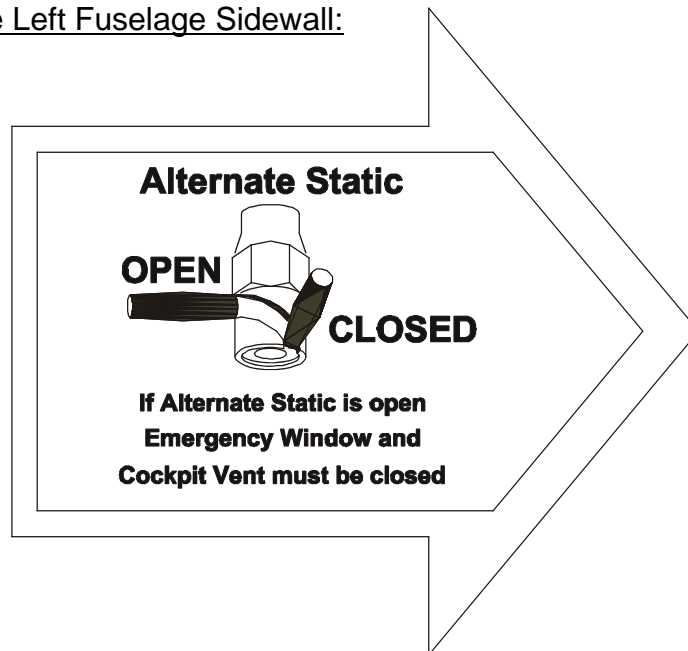 Left Fuselage Sidewall:
Alternate Static
OPEN
CLOSED
If Alternate Static is open
Emergency Window and
Cockpit Vent must be closed